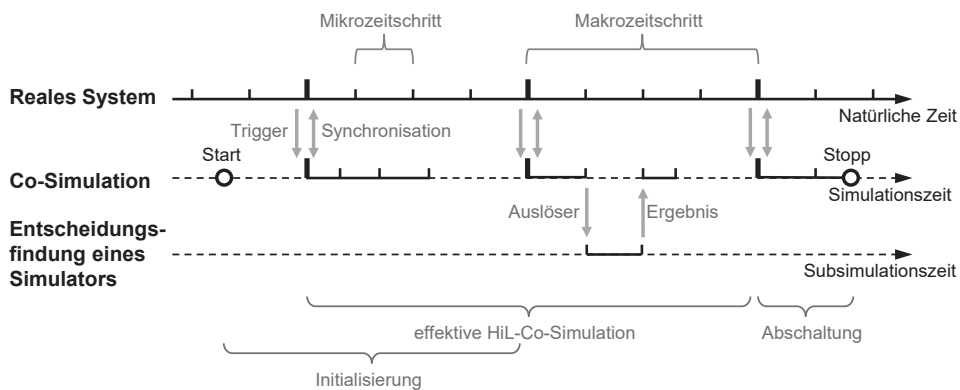 Mikrozeitschritt
Makrozeitschritt
Reales System
Natürliche Zeit
Trigger
Synchronisation
Start
Stopp
Co-Simulation
Simulationszeit
Auslöser
Ergebnis
Entscheidungs-
findung eines
Simulators
Subsimulationszeit
effektive HiL-Co-Simulation
Abschaltung
Initialisierung